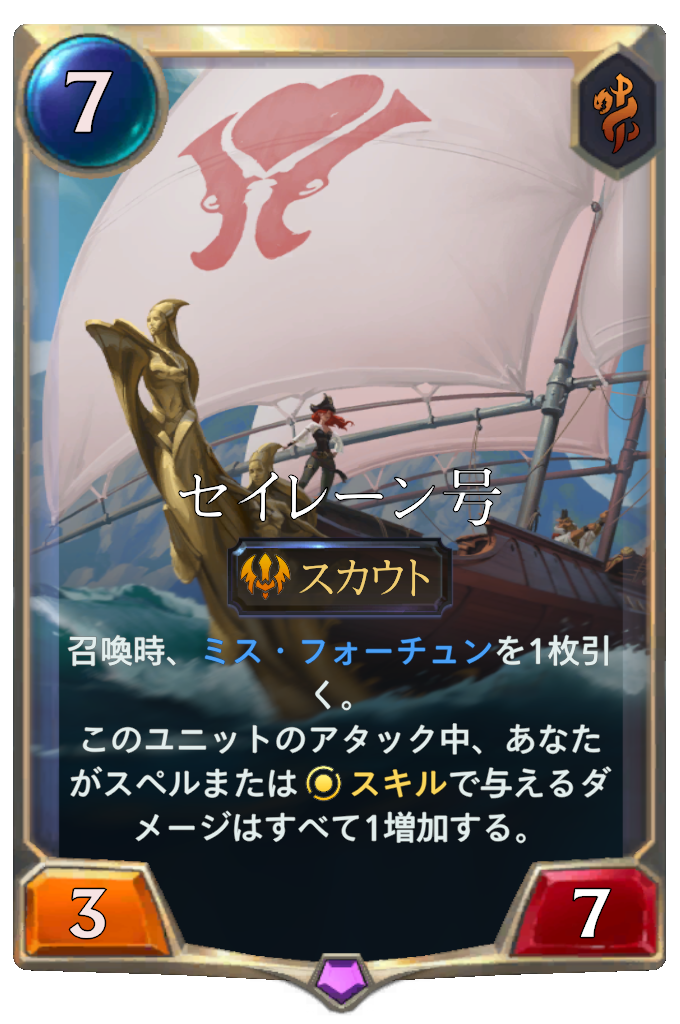 7
セイレーン号
スカウト
召喚時、ミス・フォーチュンを1枚引
く。
このユニットのアタック中、あなた
がスペルまたは スキルで与えるダ
メージはすべて1増加する。
3
7